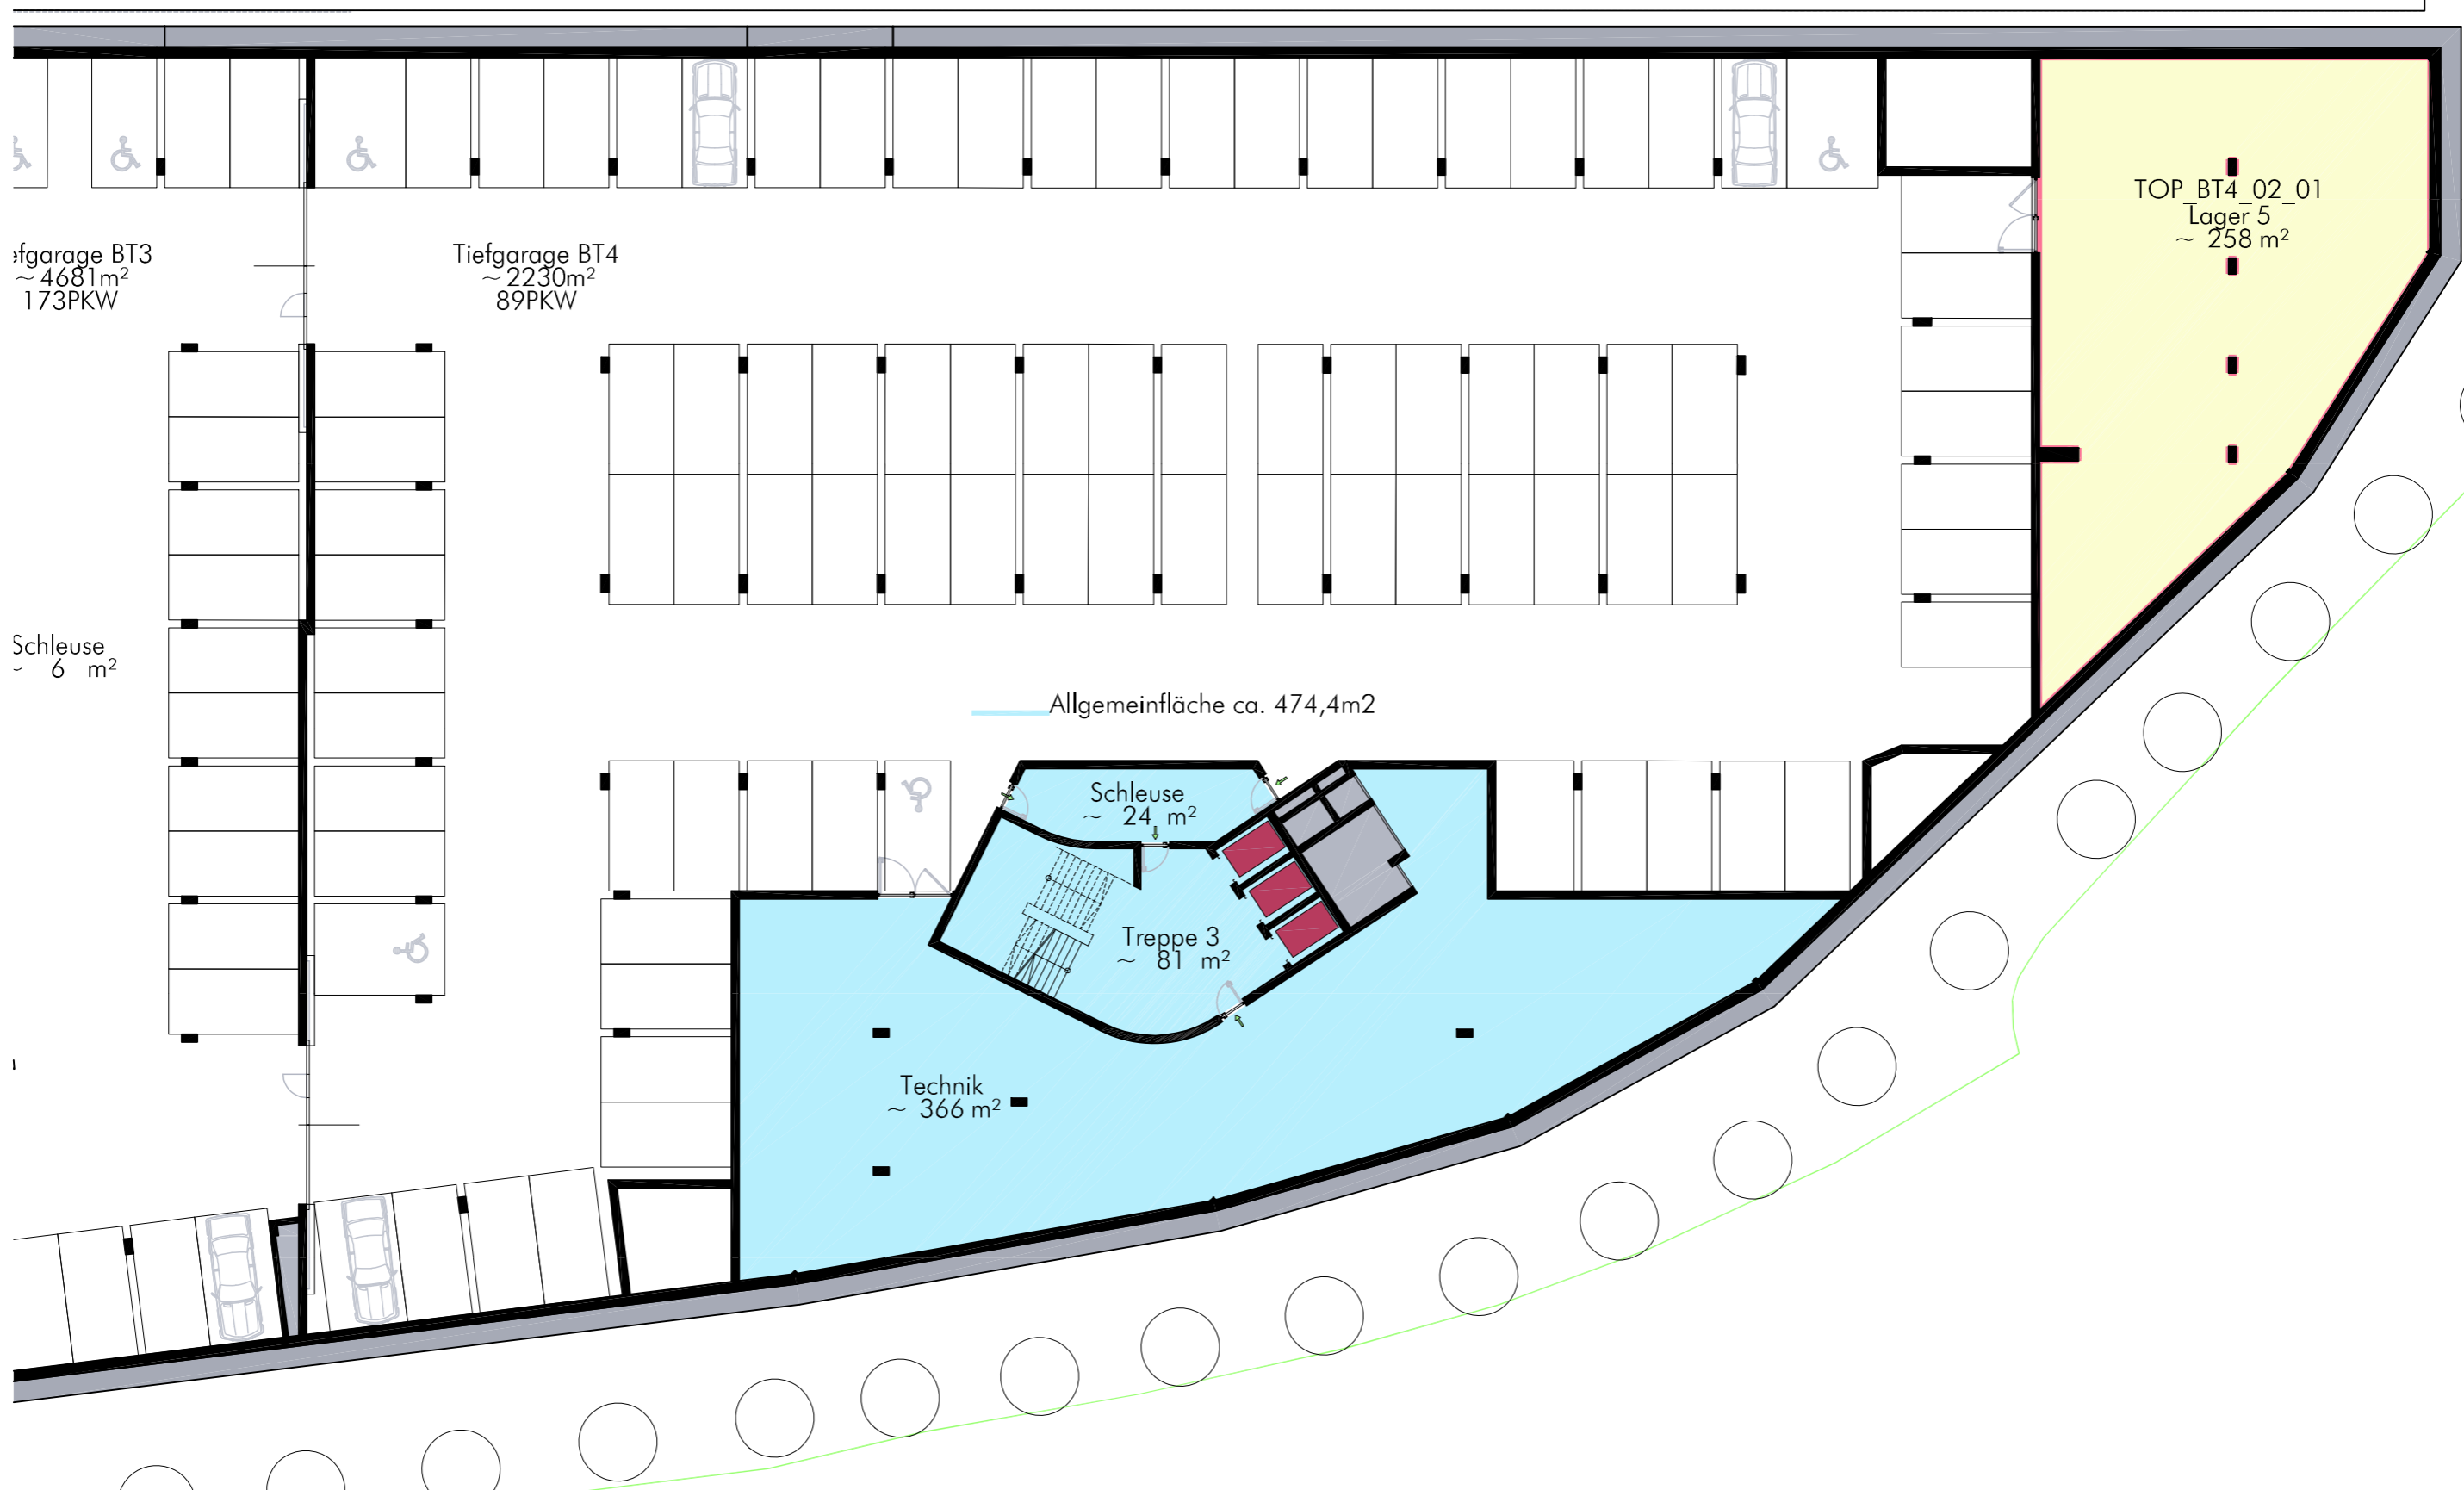 TOP_BT4_02_01
Lager 5
~ 258 m²
efgarage BT3
~4681m²
173PKW
Tiefgarage BT4
~2230m²
89PKW
Schleuse
~ 6 m²
Allgemeinfläche ca. 474,4m2
Schleuse
~ 24 m²
Treppe 3
~ 81 m²
Technik
~ 366 m²